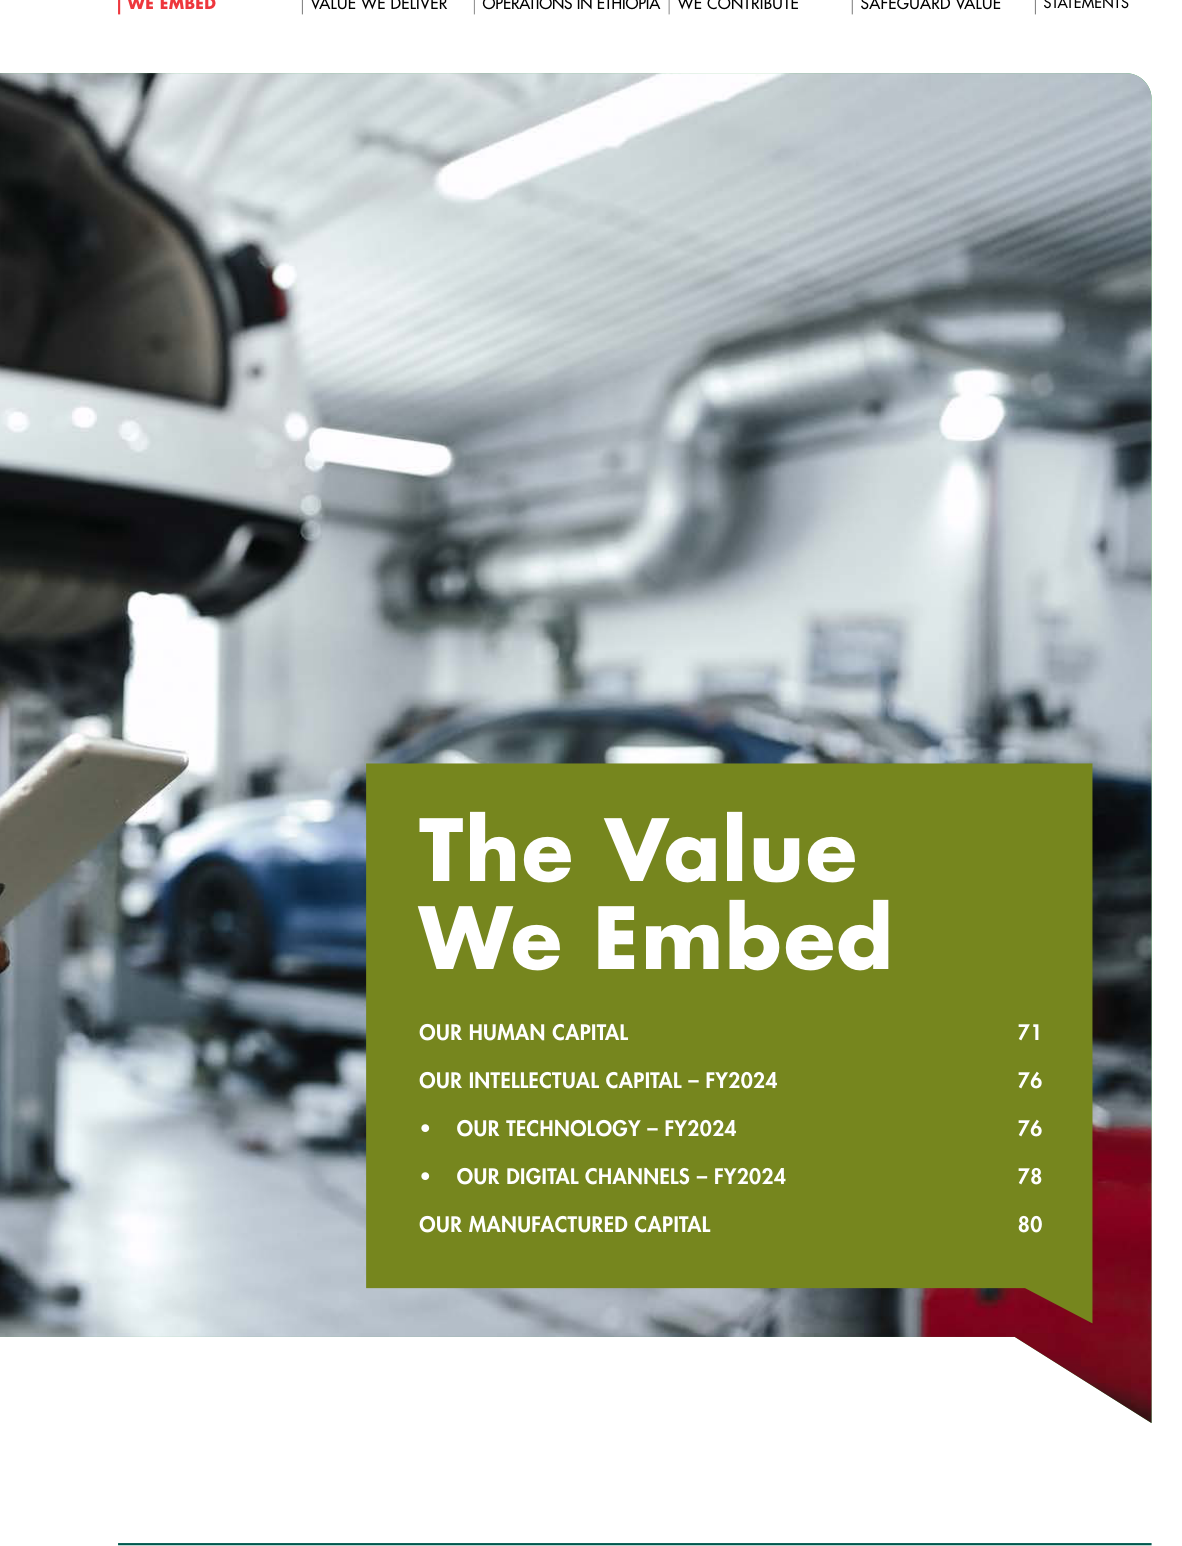 WE EMBED
VALUE WE DELIVER
OPERATIONS IN ETHIOPIA
WE CONTRIBUTE
SAFEGUARD VALUE
STATEMENTS
The Value
We Embed
OUR HUMAN CAPITAL 71
OUR INTELLECTUAL CAPITAL – FY2024 76
• OUR TECHNOLOGY – FY2024 76
• OUR DIGITAL CHANNELS – FY2024 78
OUR MANUFACTURED CAPITAL 80